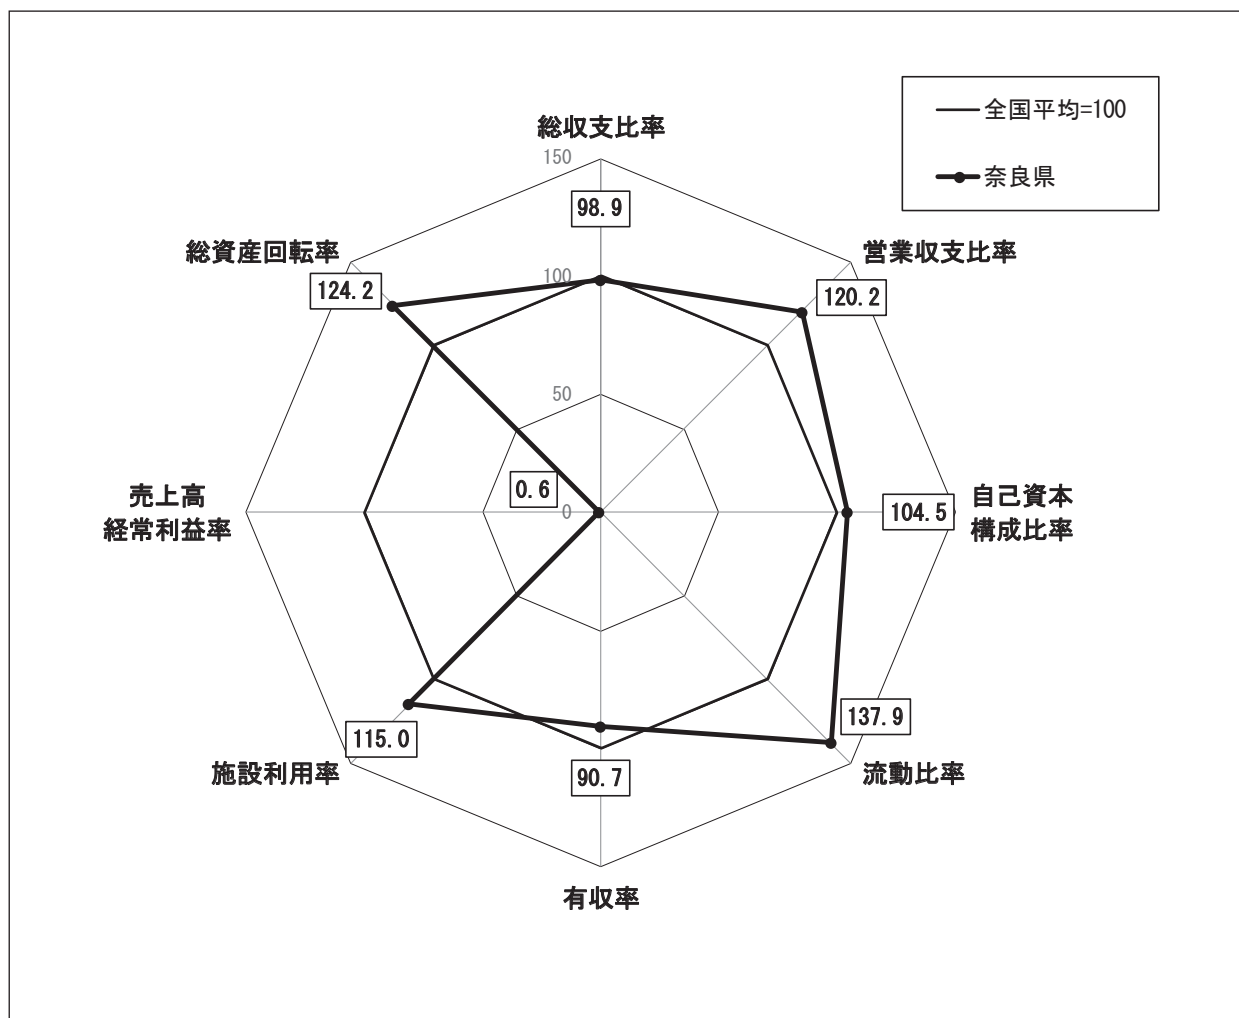 全国平均=100
奈良県
総収支比率
150
98.9
総資産回転率
営業収支比率
124.2
100
120.2
50
0.6
0
売上高
経常利益率
104.5
自己資本
構成比率
137.9
115.0
90.7
施設利用率
流動比率
有収率